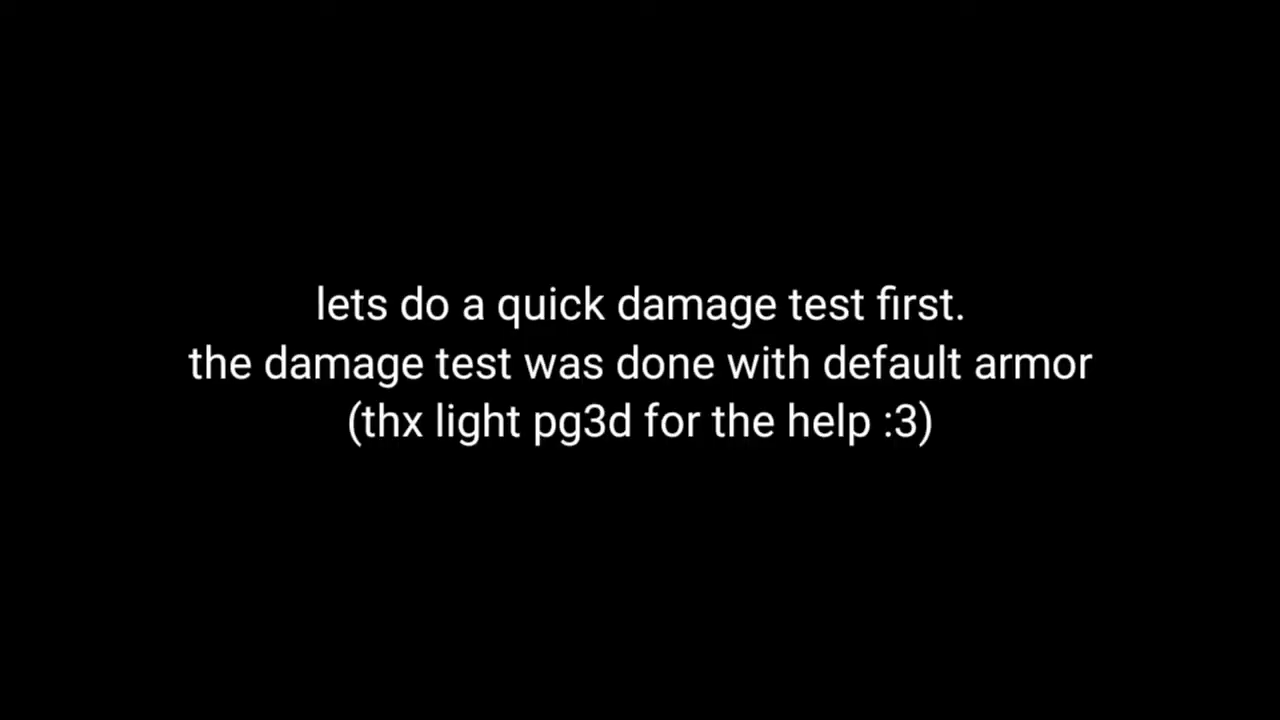 lets do a quick damage test first.
the damage test was done with default armor
(thx light pg3d for the help :3)